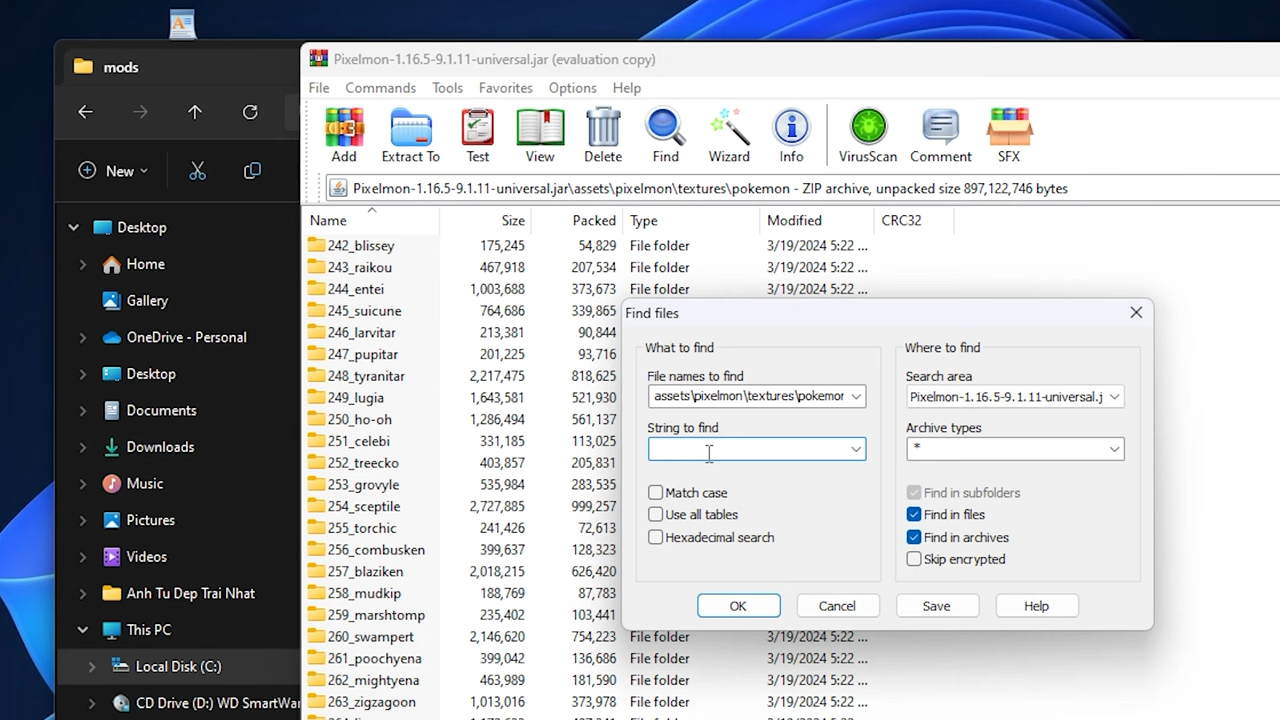 mods
Pixelmon-1.16.5-9.1.11-universal.jar (evaluation copy)
File Commands Tools Favorites Options Help
Add Extract To Test View Delete Find Wizard Info VirusScan Comment SFX
New
Pixelmon-1.16.5-9.1.11-universal.jar\assets\pixelmon\textures\pokemon - ZIP archive, unpacked size 897,122,746 bytes
Name Size Packed Type Modified CRC32
Desktop
Home
Gallery
OneDrive - Personal
Desktop
Documents
Downloads
Music
Pictures
Videos
Anh Tu Dep Trai Nhat
This PC
Local Disk (C:)
CD Drive (D:) WD SmartWar
242_blissey 175,245 54,829 File folder 3/19/2024 5:22 ...
243_raikou 467,918 207,534 File folder 3/19/2024 5:22 ...
244_entei 1,003,688 373,673 File folder 3/19/2024 5:22 ...
245_suicune 764,686 339,865
246_larvitar 213,381 90,844
247_pupitar 201,225 93,716
248_tyranitar 2,217,475 818,625
249_lugia 1,643,581 521,930
250_ho-oh 1,286,494 561,137
251_celebi 331,185 113,025
252_treecko 403,857 205,831
253_grovyle 535,984 283,535
254_sceptile 2,727,885 999,257
255_torchic 241,426 72,613
256_combusken 399,637 128,323
257_blaziken 2,018,215 626,420
258_mudkip 188,769 87,783
259_marshtomp 235,402 103,441
260_swampert 2,146,620 754,223 File folder 3/19/2024 5:22 ...
261_poochyena 399,042 136,686 File folder 3/19/2024 5:22 ...
262_mightyena 463,989 181,590 File folder 3/19/2024 5:22 ...
263_zigzagoon 1,013,016 373,978 File folder 3/19/2024 5:22 ...
Find files
What to find
File names to find
assets\pixelmon\textures\pokemor
String to find
Match case
Use all tables
Hexadecimal search
Where to find
Search area
Pixelmon-1.16.5-9.1.11-universal.j
Archive types
*
Find in subfolders
Find in files
Find in archives
Skip encrypted
OK Cancel Save Help